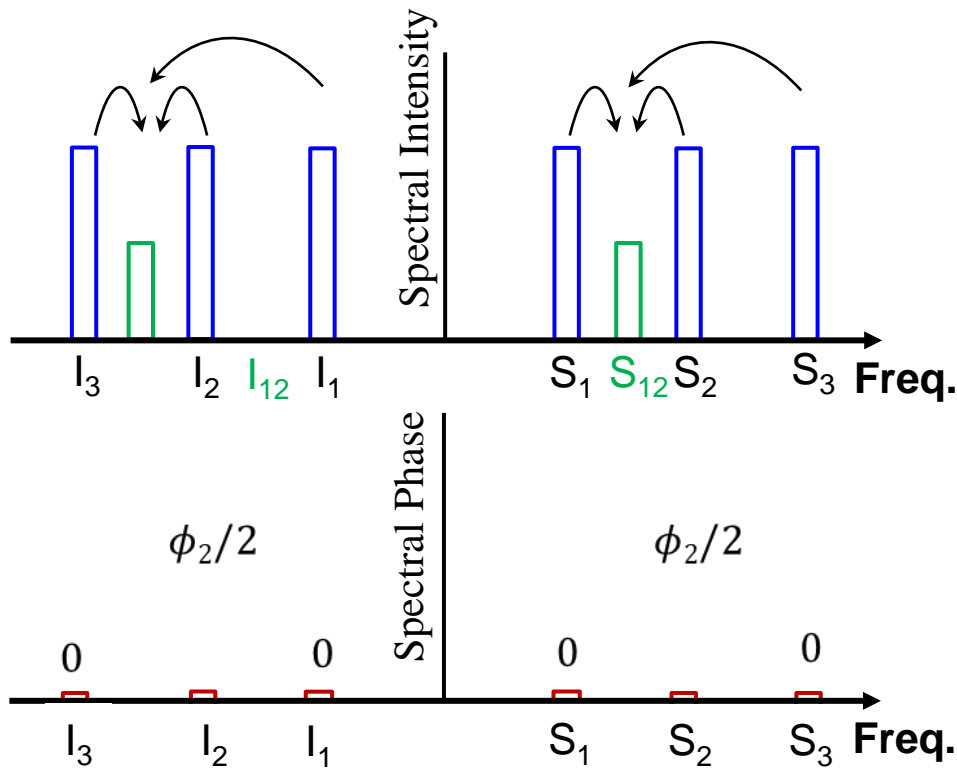 Spectral Intensity
I₃ I₂ I₁₂ I₁ S₁ S₁₂ S₂ S₃ Freq.
Spectral Phase
ϕ₂/2 ϕ₂/2
0 0 0 0
I₃ I₂ I₁ S₁ S₂ S₃ Freq.